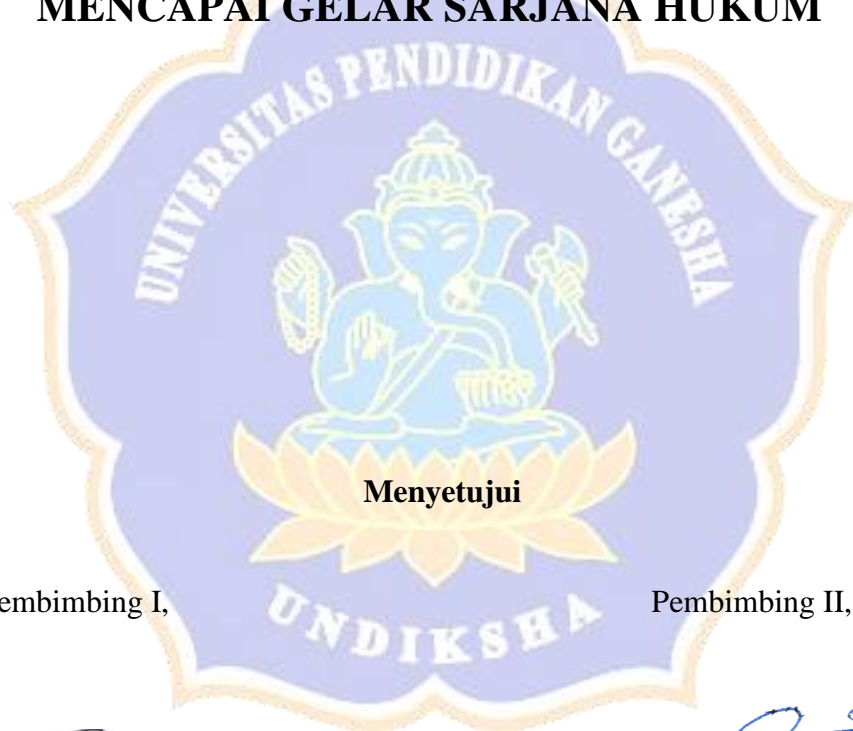 MENCAPAI GELAR SARJANA HUKUM
UNIVERSITAS PENDIDIKAN GANESHA
Menyetujui
embimbing I,
Pembimbing II,
UNDIKSHA